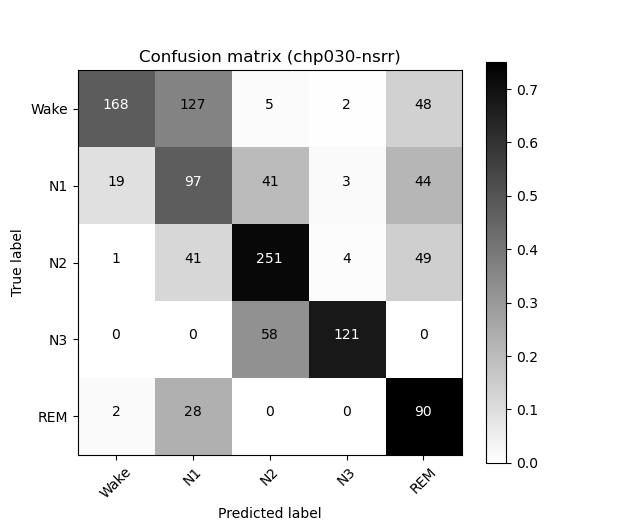 Confusion matrix (chp030-nsrr)
True label
Wake 168 127 5 2 48
N1 19 97 41 3 44
N2 1 41 251 4 49
N3 0 0 58 121 0
REM 2 28 0 0 90
Wake N1 N2 N3 REM
Predicted label
0.7
0.6
0.5
0.4
0.3
0.2
0.1
0.0